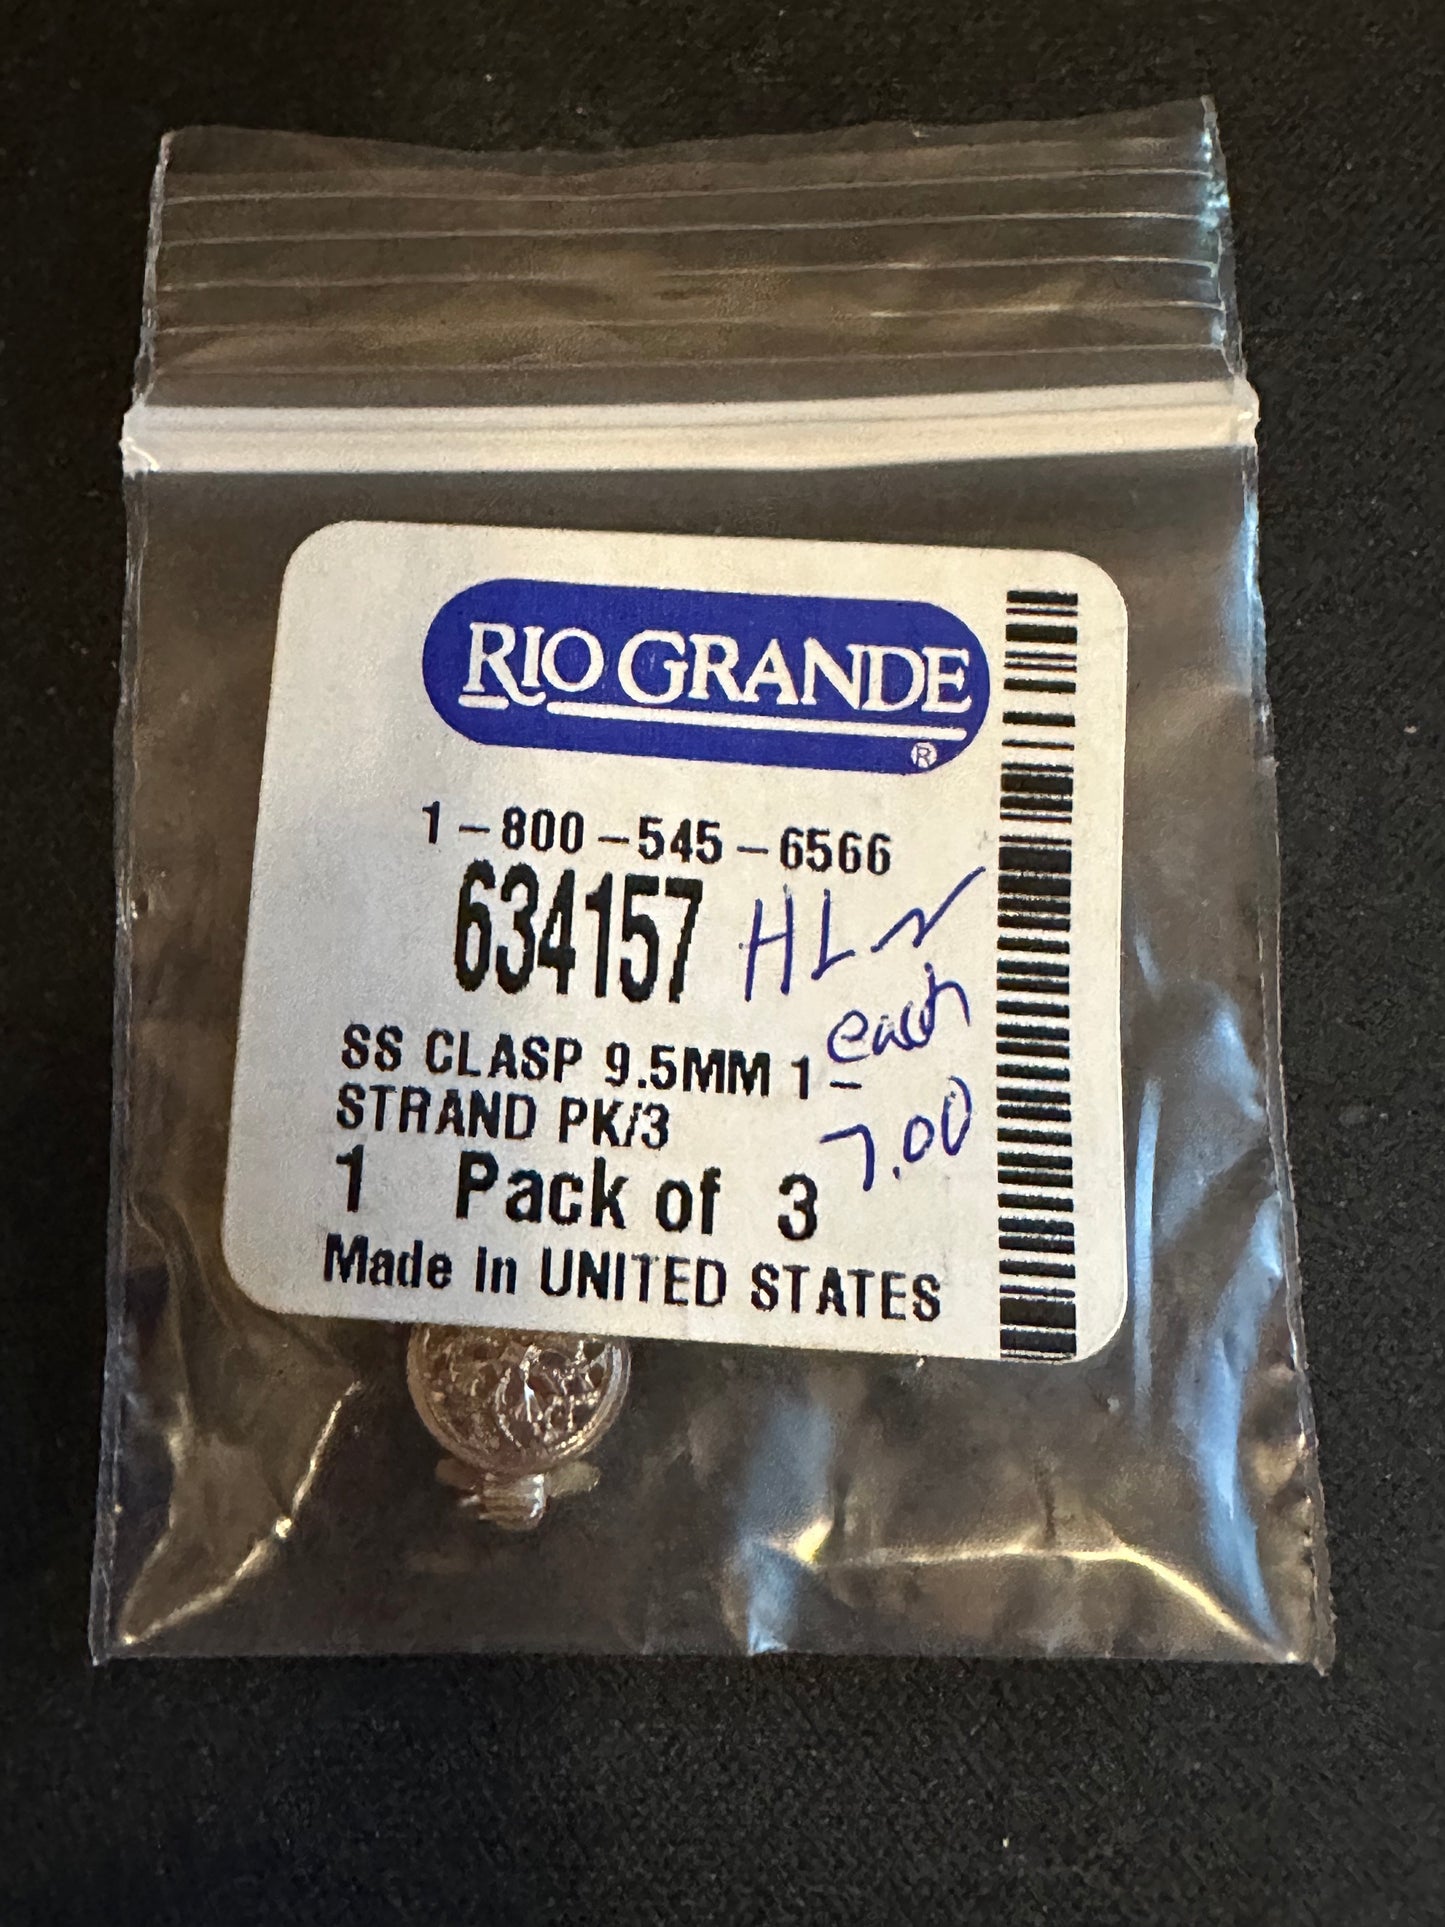 RIO GRANDE
®
1-800-545-6566
634157 HL
each
SS CLASP 9.5MM 1-
STRAND PK/3
7.00
1 Pack of 3
Made In UNITED STATES